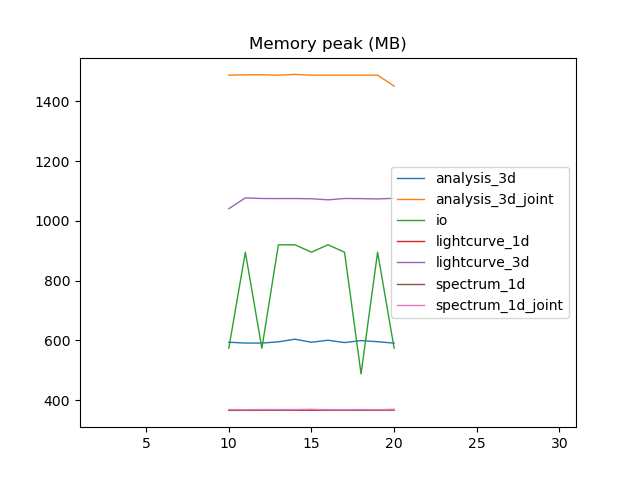 Memory peak (MB)
1400
1200
1000
800
600
400
analysis_3d
analysis_3d_joint
io
lightcurve_1d
lightcurve_3d
spectrum_1d
spectrum_1d_joint
5
10
15
20
25
30